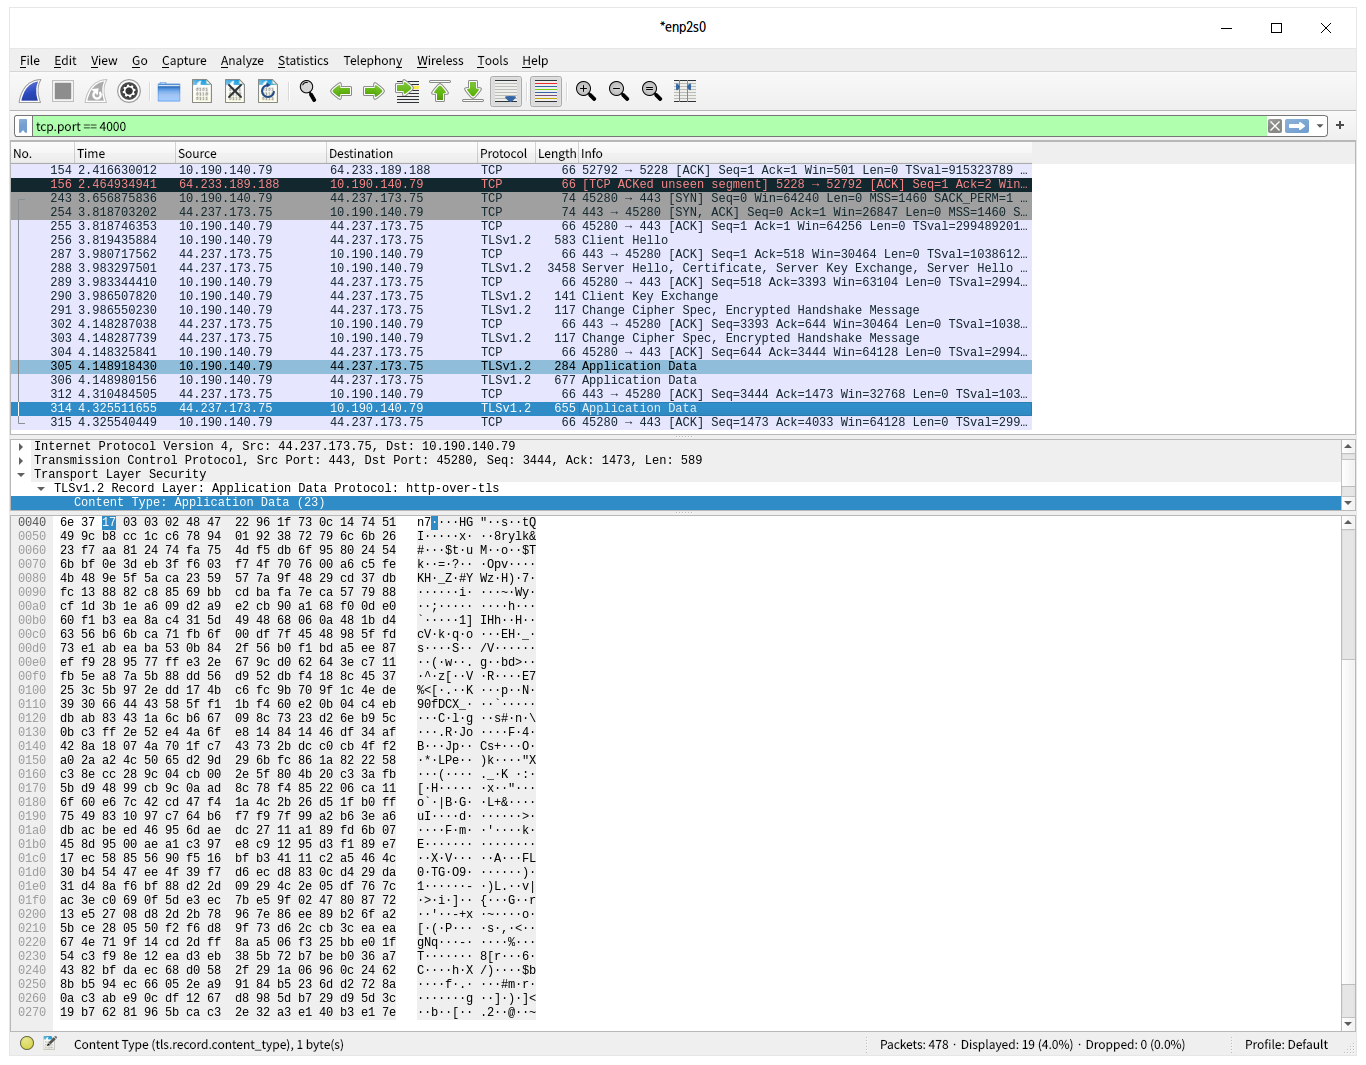 *enp2s0
File Edit View Go Capture Analyze Statistics Telephony Wireless Tools Help
tcp.port == 4000
No. Time Source Destination Protocol Length Info
154 2.416630012 10.190.140.79 64.233.189.188 TCP 66 52792 → 5228 [ACK] Seq=1 Ack=1 Win=501 Len=0 TSval=915323789 …
156 2.464934941 64.233.189.188 10.190.140.79 TCP 66 [TCP ACKed unseen segment] 5228 → 52792 [ACK] Seq=1 Ack=2 Win…
243 3.656875836 10.190.140.79 44.237.173.75 TCP 74 45280 → 443 [SYN] Seq=0 Win=64240 Len=0 MSS=1460 SACK_PERM=1 …
254 3.818703202 44.237.173.75 10.190.140.79 TCP 74 443 → 45280 [SYN, ACK] Seq=0 Ack=1 Win=26847 Len=0 MSS=1460 S…
255 3.818746353 10.190.140.79 44.237.173.75 TCP 66 45280 → 443 [ACK] Seq=1 Ack=1 Win=64256 Len=0 TSval=299489201…
256 3.819435884 10.190.140.79 44.237.173.75 TLSv1.2 583 Client Hello
287 3.980717562 44.237.173.75 10.190.140.79 TCP 66 443 → 45280 [ACK] Seq=1 Ack=518 Win=30464 Len=0 TSval=1038612…
288 3.983297501 44.237.173.75 10.190.140.79 TLSv1.2 3458 Server Hello, Certificate, Server Key Exchange, Server Hello …
289 3.983344410 10.190.140.79 44.237.173.75 TCP 66 45280 → 443 [ACK] Seq=518 Ack=3393 Win=63104 Len=0 TSval=2994…
290 3.986507820 10.190.140.79 44.237.173.75 TLSv1.2 141 Client Key Exchange
291 3.986550230 10.190.140.79 44.237.173.75 TLSv1.2 117 Change Cipher Spec, Encrypted Handshake Message
302 4.148287038 44.237.173.75 10.190.140.79 TCP 66 443 → 45280 [ACK] Seq=3393 Ack=644 Win=30464 Len=0 TSval=1038…
303 4.148287739 44.237.173.75 10.190.140.79 TLSv1.2 117 Change Cipher Spec, Encrypted Handshake Message
304 4.148325841 10.190.140.79 44.237.173.75 TCP 66 45280 → 443 [ACK] Seq=644 Ack=3444 Win=64128 Len=0 TSval=2994…
305 4.148918430 10.190.140.79 44.237.173.75 TLSv1.2 284 Application Data
306 4.148980156 10.190.140.79 44.237.173.75 TLSv1.2 677 Application Data
312 4.310484505 44.237.173.75 10.190.140.79 TCP 66 443 → 45280 [ACK] Seq=3444 Ack=1473 Win=32768 Len=0 TSval=103…
314 4.325511655 44.237.173.75 10.190.140.79 TLSv1.2 655 Application Data
315 4.325540449 10.190.140.79 44.237.173.75 TCP 66 45280 → 443 [ACK] Seq=1473 Ack=4033 Win=64128 Len=0 TSval=299…
Internet Protocol Version 4, Src: 44.237.173.75, Dst: 10.190.140.79
Transmission Control Protocol, Src Port: 443, Dst Port: 45280, Seq: 3444, Ack: 1473, Len: 589
Transport Layer Security
TLSv1.2 Record Layer: Application Data Protocol: http-over-tls
Content Type: Application Data (23)
0040 6e 37 17 03 03 02 48 47 22 96 1f 73 0c 14 74 51 n7····HG "··s··tQ
0050 49 9c b8 cc 1c c6 78 94 01 92 38 72 79 6c 6b 26 I·····x· ··8rylk&
0060 23 f7 aa 81 24 74 fa 75 4d f5 db 6f 95 80 24 54 #···$t·u M··o··$T
0070 6b bf 0e 3d eb 3f f6 03 f7 4f 70 76 00 a6 c5 fe k··=·?·· ·Opv····
0080 4b 48 9e 5f 5a ca 23 59 57 7a 9f 48 29 cd 37 db KH·_Z·#Y Wz·H)·7·
0090 fc 13 88 82 c8 85 69 bb cd ba fa 7e ca 57 79 88 ······i· ···~·Wy·
00a0 cf 1d 3b 1e a6 09 d2 a9 e2 cb 90 a1 68 f0 0d e0 ··;····· ····h···
00b0 60 f1 b3 ea 8a c4 31 5d 49 48 68 06 0a 48 1b d4 `·····1] IHh··H··
00c0 63 56 b6 6b ca 71 fb 6f 00 df 7f 45 48 98 5f fd cV·k·q·o ···EH·_·
00d0 73 e1 ab ea ba 53 0b 84 2f 56 b0 f1 bd a5 ee 87 s····S·· /V······
00e0 ef f9 28 95 77 ff e3 2e 67 9c d0 62 64 3e c7 11 ··(·w··. g··bd>··
00f0 fb 5e a8 7a 5b 88 dd 56 d9 52 db f4 18 8c 45 37 ·^·z[··V ·R····E7
0100 25 3c 5b 97 2e dd 17 4b c6 fc 9b 70 9f 1c 4e de %<[·.··K ···p··N·
0110 39 30 66 44 43 58 5f f1 1b f4 60 e2 0b 04 c4 eb 90fDCX_· ··`·····
0120 db ab 83 43 1a 6c b6 67 09 8c 73 23 d2 6e b9 5c ···C·l·g ··s#·n·\
0130 0b c3 ff 2e 52 e4 4a 6f e8 14 84 14 46 df 34 af ···.R·Jo ····F·4·
0140 42 8a 18 07 4a 70 1f c7 43 73 2b dc c0 cb 4f f2 B···Jp·· Cs+···O·
0150 a0 2a a2 4c 50 65 d2 9d 29 6b fc 86 1a 82 22 58 ·*·LPe·· )k····"X
0160 c3 8e cc 28 9c 04 cb 00 2e 5f 80 4b 20 c3 3a fb ···(···· ._·K ·:·
0170 5b d9 48 99 cb 9c 0a ad 8c 78 f4 85 22 06 ca 11 [·H····· ·x··"···
0180 6f 60 e6 7c 42 cd 47 f4 1a 4c 2b 26 d5 1f b0 ff o`·|B·G· ·L+&····
0190 75 49 83 10 97 c7 64 b6 f7 f9 7f 99 a2 b6 3e a6 uI····d· ······>·
01a0 db ac be ed 46 95 6d ae dc 27 11 a1 89 fd 6b 07 ····F·m· ·'····k·
01b0 45 8d 95 00 ae a1 c3 97 e8 c9 12 95 d3 f1 89 e7 E······· ········
01c0 17 ec 58 85 56 90 f5 16 bf b3 41 11 c2 a5 46 4c ··X·V··· ··A···FL
01d0 30 b4 54 47 ee 4f 39 f7 d6 ec d8 83 0c d4 29 da 0·TG·O9· ······)·
01e0 31 d4 8a f6 bf 88 d2 2d 09 29 4c 2e 05 df 76 7c 1······- ·)L.··v|
01f0 ac 3e c0 69 0f 5d e3 ec 7b e5 9f 02 47 80 87 72 ·>·i·]·· {···G··r
0200 13 e5 27 08 d8 2d 2b 78 96 7e 86 ee 89 b2 6f a2 ··'··-+x ·~····o·
0210 5b ce 28 05 50 f2 f6 d8 9f 73 d6 2c cb 3c ea ea [·(·P··· ·s·,·<··
0220 67 4e 71 9f 14 cd 2d ff 8a a5 06 f3 25 bb e0 1f gNq···-· ····%···
0230 54 c3 f9 8e 12 ea d3 eb 38 5b 72 b7 be b0 36 a7 T······· 8[r···6·
0240 43 82 bf da ec 68 d0 58 2f 29 1a 06 96 0c 24 62 C····h·X /)····$b
0250 8b b5 94 ec 66 05 2e a9 91 84 b5 23 6d d2 72 8a ····f·.· ···#m·r·
0260 0a c3 ab e9 0c df 12 67 d8 98 5d b7 29 d9 5d 3c ·······g ··]·)·]<
0270 19 b7 62 81 96 5b ca c3 2e 32 a3 e1 40 b3 e1 7e ··b··[·· .2··@··~
Content Type (tls.record.content_type), 1 byte(s) Packets: 478 · Displayed: 19 (4.0%) · Dropped: 0 (0.0%) Profile: Default